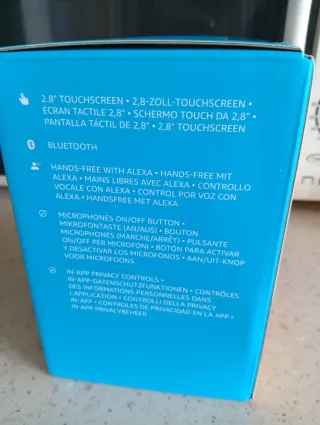 2.8" TOUCHSCREEN • 2,8-ZOLL-TOUCHSCREEN •
ÉCRAN TACTILE 2,8" • SCHERMO TOUCH DA 2,8" •
PANTALLA TÁCTIL DE 2,8" • 2,8" TOUCHSCREEN
BLUETOOTH
HANDS-FREE WITH ALEXA • HANDS-FREE MIT
ALEXA • MAINS LIBRES AVEC ALEXA • CONTROLLO
VOCALE CON ALEXA • CONTROL POR VOZ CON
ALEXA • HANDSFREE MET ALEXA
MICROPHONES ON/OFF BUTTON •
MIKROFONTASTE (AN/AUS) • BOUTON
MICROPHONES (MARCHE/ARRÊT) • PULSANTE
ON/OFF PER MICROFONI • BOTÓN PARA ACTIVAR
Y DESACTIVAR LOS MICRÓFONOS • AAN/UIT-KNOP
VOOR MICROFOONS
IN-APP PRIVACY CONTROLS •
IN-APP-DATENSCHUTZFUNKTIONEN • CONTRÔLES
DES INFORMATIONS PERSONNELLES DANS
L'APPLICATION • CONTROLLI DELLA PRIVACY
IN-APP • CONTROLES DE PRIVACIDAD EN LA APP •
IN-APP PRIVACYBEHEER